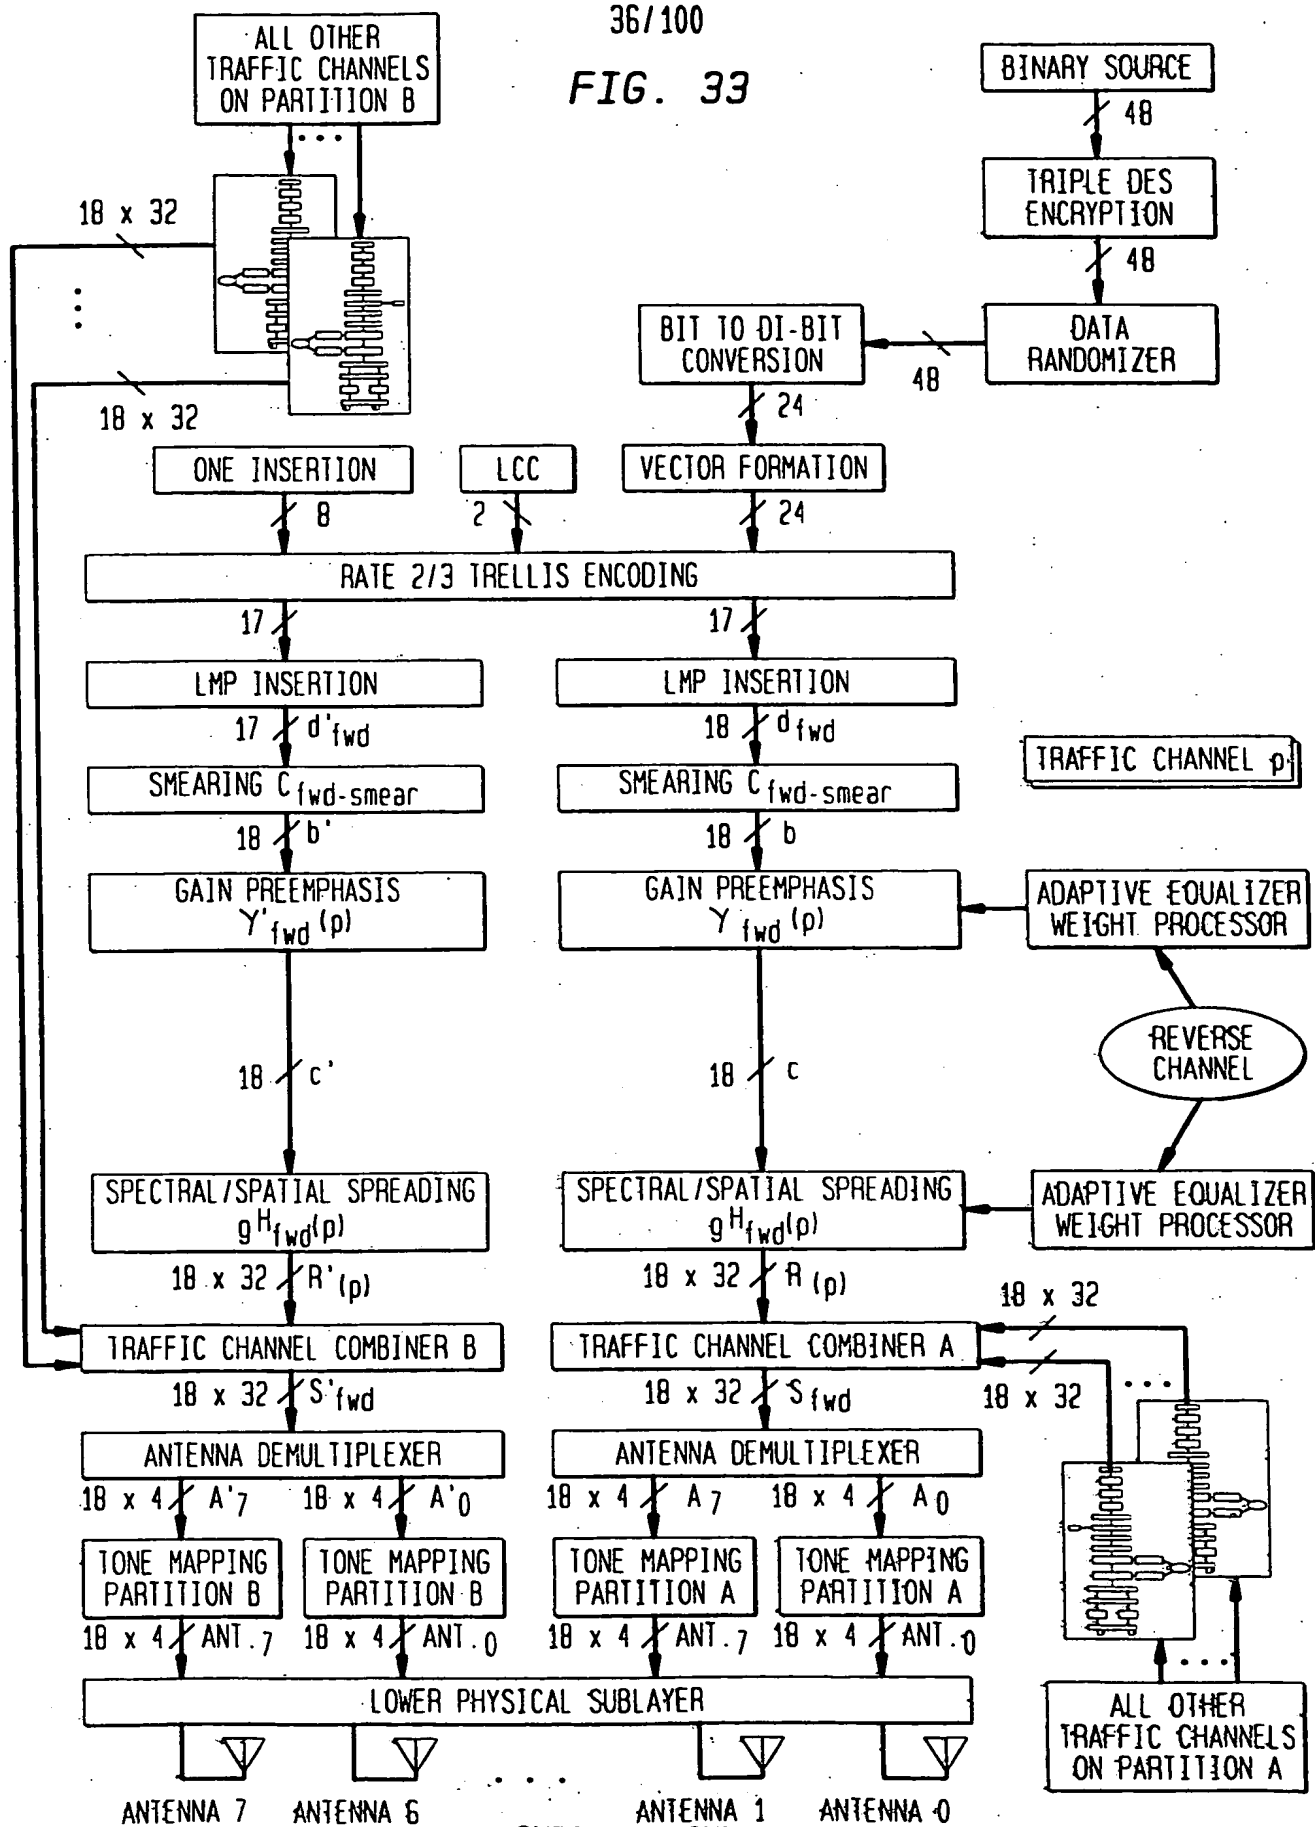 36/100
FIG. 33
ALL OTHER
TRAFFIC CHANNELS
ON PARTITION B
BINARY SOURCE
48
TRIPLE DES
ENCRYPTION
48
DATA
RANDOMIZER
48
BIT TO DI-BIT
CONVERSION
24
18 x 32
18 x 32
ONE INSERTION
LCC
VECTOR FORMATION
8
2
24
RATE 2/3 TRELLIS ENCODING
17
17
LMP INSERTION
LMP INSERTION
17 d'fwd
18 dfwd
TRAFFIC CHANNEL p
SMEARING Cfwd-smear
SMEARING Cfwd-smear
18 b'
18 b
GAIN PREEMPHASIS
γ'fwd(p)
GAIN PREEMPHASIS
γfwd(p)
ADAPTIVE EQUALIZER
WEIGHT PROCESSOR
REVERSE
CHANNEL
18 c'
18 c
SPECTRAL/SPATIAL SPREADING
gHfwd(p)
SPECTRAL/SPATIAL SPREADING
gHfwd(p)
ADAPTIVE EQUALIZER
WEIGHT PROCESSOR
18 x 32 R'(p)
18 x 32 R(p)
18 x 32
TRAFFIC CHANNEL COMBINER B
TRAFFIC CHANNEL COMBINER A
18 x 32
18 x 32 S'fwd
18 x 32 Sfwd
ANTENNA DEMULTIPLEXER
ANTENNA DEMULTIPLEXER
18 x 4 A'7
18 x 4 A'0
18 x 4 A7
18 x 4 A0
TONE MAPPING
PARTITION B
TONE MAPPING
PARTITION B
TONE MAPPING
PARTITION A
TONE MAPPING
PARTITION A
18 x 4 ANT.7
18 x 4 ANT.0
18 x 4 ANT.7
18 x 4 ANT.0
LOWER PHYSICAL SUBLAYER
ALL OTHER
TRAFFIC CHANNELS
ON PARTITION A
ANTENNA 7
ANTENNA 6
ANTENNA 1
ANTENNA 0